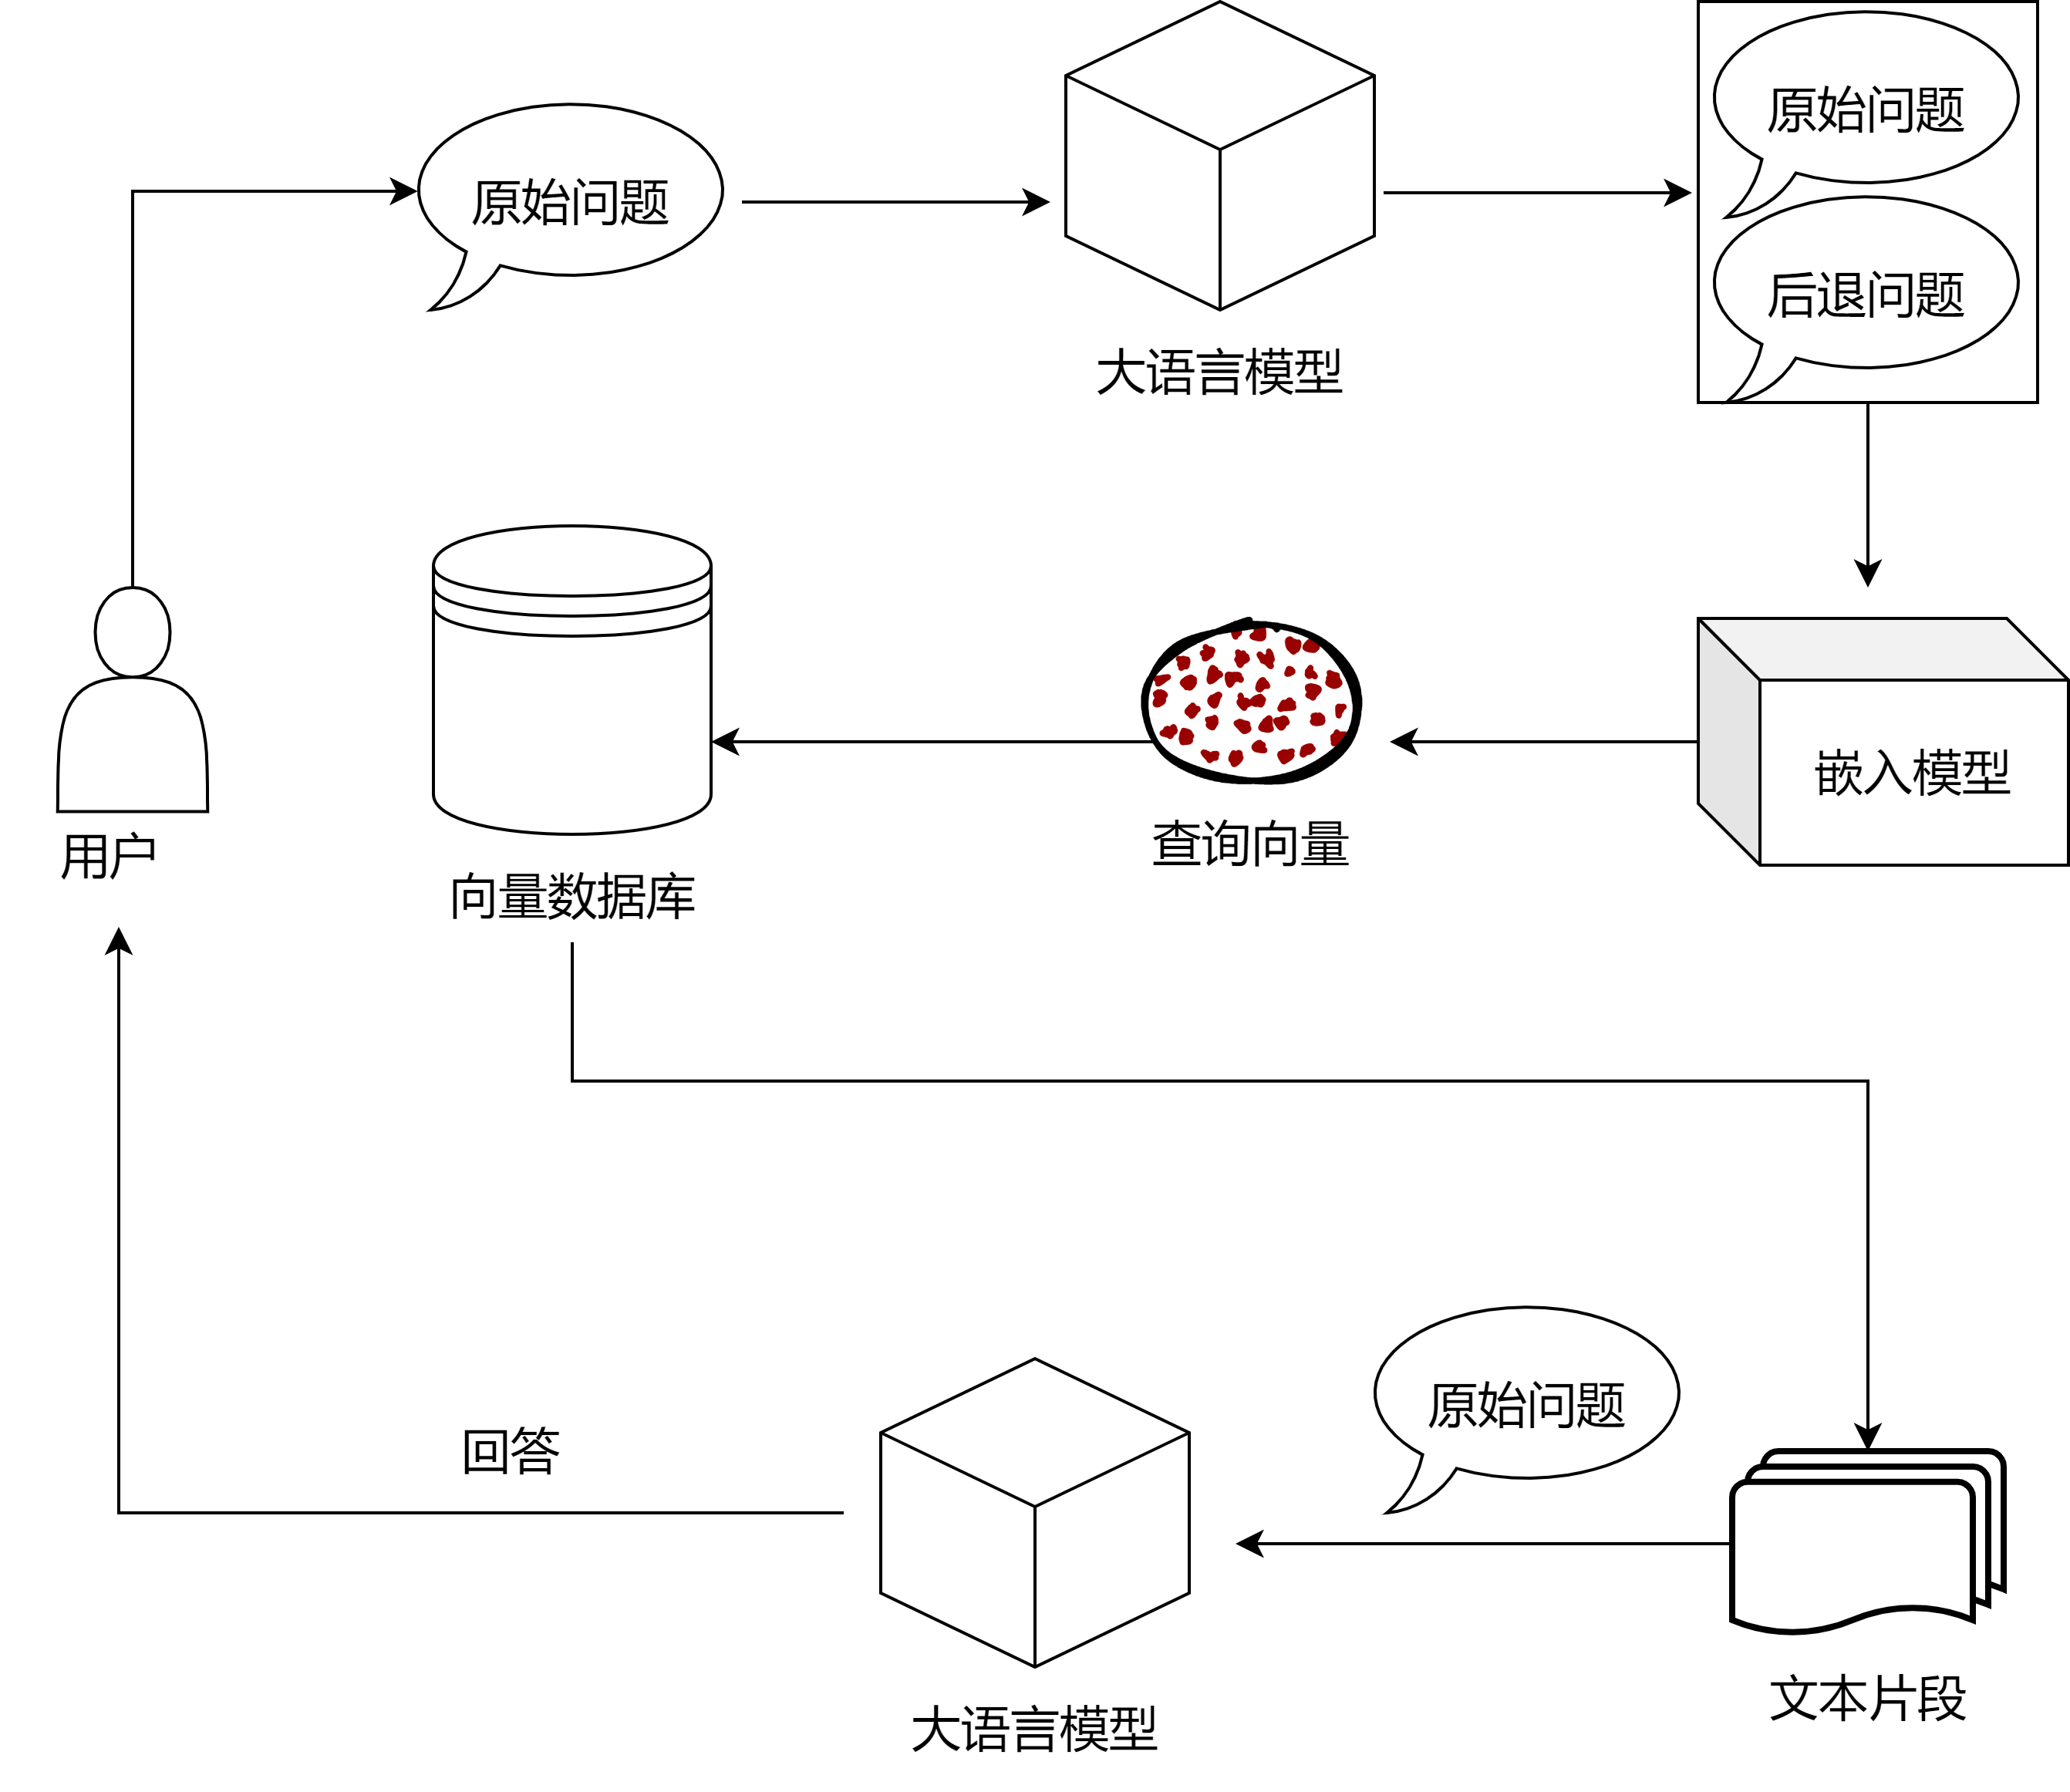 原始问题
原始问题
后退问题
大语言模型
嵌入模型
查询向量
用户
向量数据库
原始问题
回答
文本片段
大语言模型